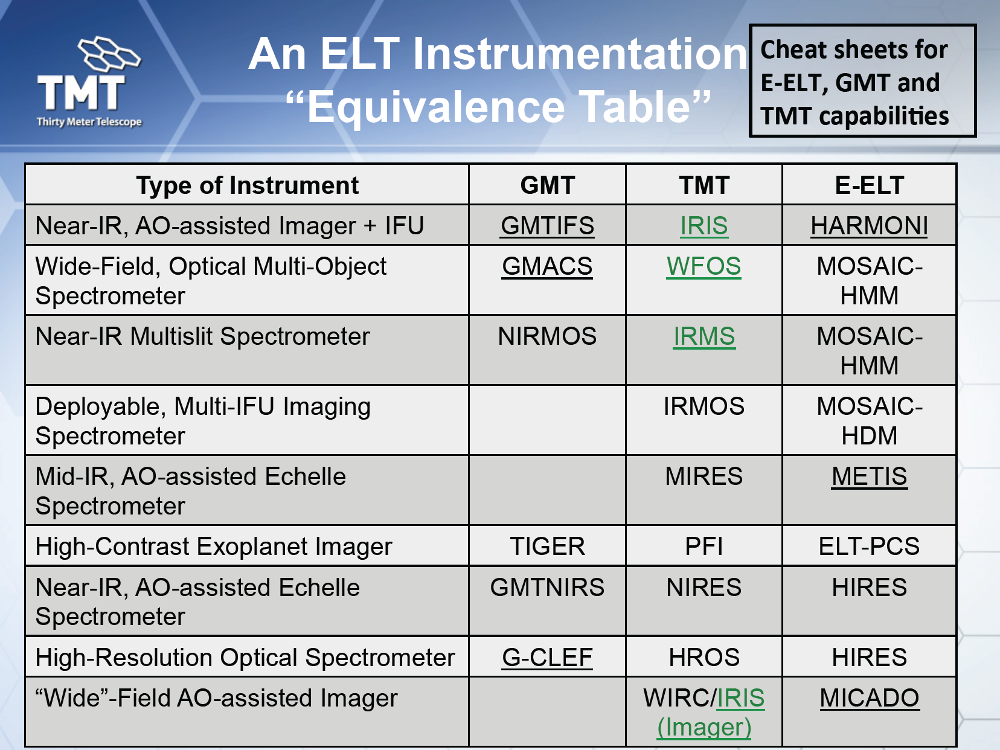 TMT
Thirty Meter Telescope
An ELT Instrumentation
“Equivalence Table”
Cheat sheets for
E-ELT, GMT and
TMT capabilities
Type of Instrument GMT TMT E-ELT
Near-IR, AO-assisted Imager + IFU GMTIFS IRIS HARMONI
Wide-Field, Optical Multi-Object GMACS WFOS MOSAIC-
Spectrometer HMM
Near-IR Multislit Spectrometer NIRMOS IRMS MOSAIC-
HMM
Deployable, Multi-IFU Imaging IRMOS MOSAIC-
Spectrometer HDM
Mid-IR, AO-assisted Echelle MIRES METIS
Spectrometer
High-Contrast Exoplanet Imager TIGER PFI ELT-PCS
Near-IR, AO-assisted Echelle GMTNIRS NIRES HIRES
Spectrometer
High-Resolution Optical Spectrometer G-CLEF HROS HIRES
“Wide”-Field AO-assisted Imager WIRC/IRIS MICADO
(Imager)